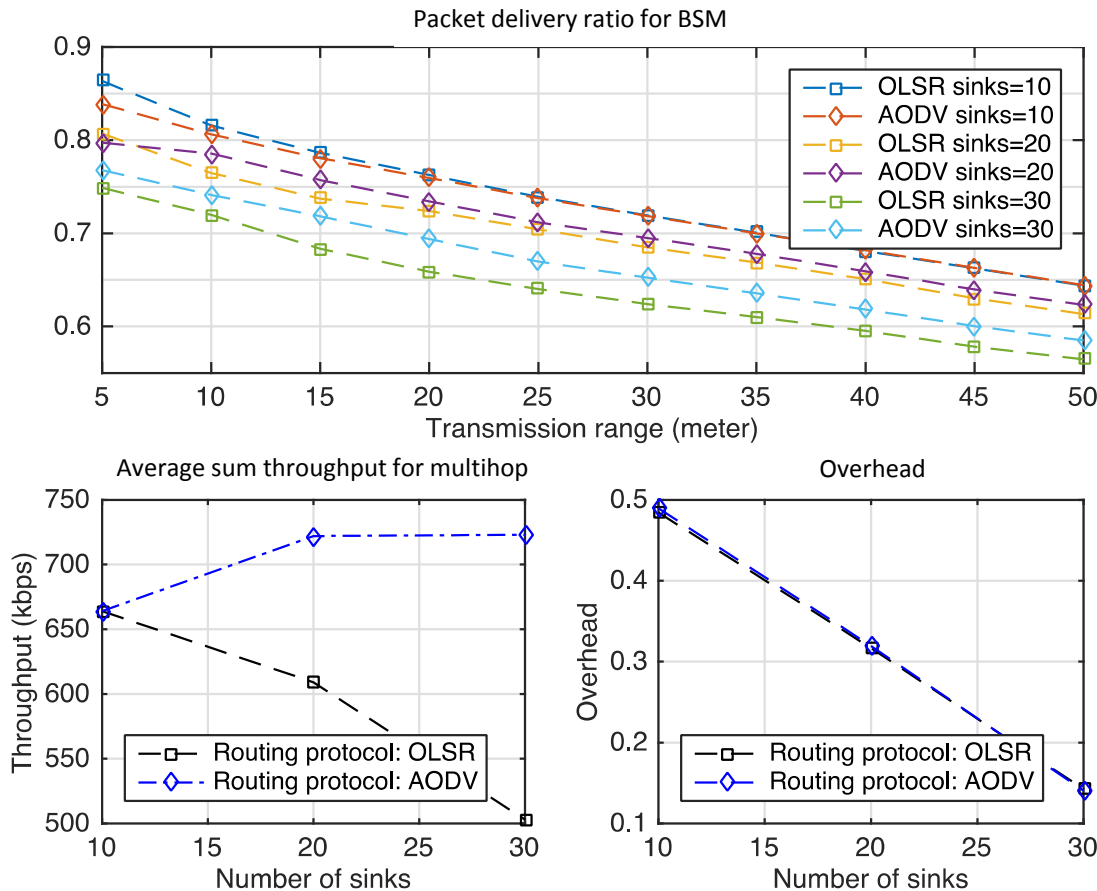 Packet delivery ratio for BSM
0.9
0.8
0.7
0.6
OLSR sinks=10
AODV sinks=10
OLSR sinks=20
AODV sinks=20
OLSR sinks=30
AODV sinks=30
5 10 15 20 25 30 35 40 45 50
Transmission range (meter)
Average sum throughput for multihop
Throughput (kbps)
750
700
650
600
550
500
Routing protocol: OLSR
Routing protocol: AODV
10 15 20 25 30
Number of sinks
Overhead
Overhead
0.5
0.4
0.3
0.2
0.1
Routing protocol: OLSR
Routing protocol: AODV
10 15 20 25 30
Number of sinks